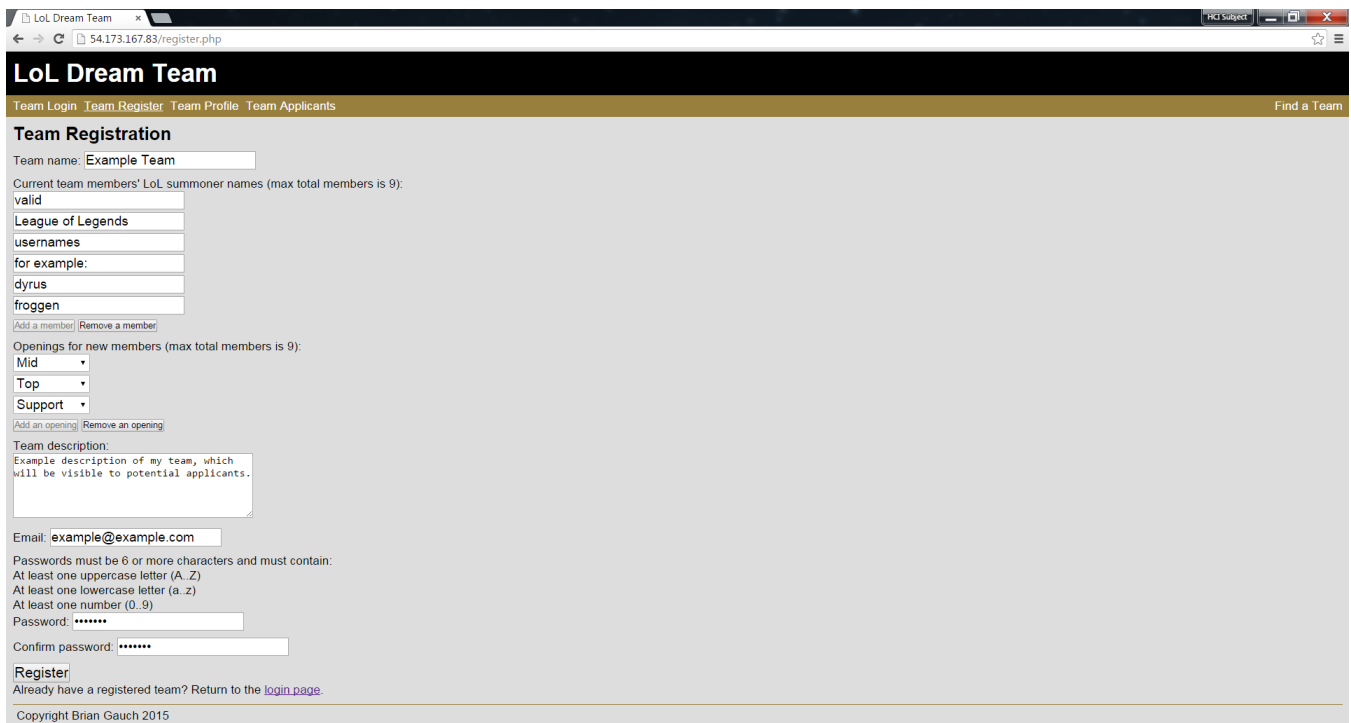 LoL Dream Team
HCI Subject
54.173.167.83/register.php
LoL Dream Team
Team Login Team Register Team Profile Team Applicants Find a Team
Team Registration
Team name: Example Team
Current team members' LoL summoner names (max total members is 9):
valid
League of Legends
usernames
for example:
dyrus
froggen
Add a member Remove a member
Openings for new members (max total members is 9):
Mid
Top
Support
Add an opening Remove an opening
Team description:
Example description of my team, which
will be visible to potential applicants.
Email: example@example.com
Passwords must be 6 or more characters and must contain:
At least one uppercase letter (A..Z)
At least one lowercase letter (a..z)
At least one number (0..9)
Password: •••••••
Confirm password: •••••••
Register
Already have a registered team? Return to the login page.
Copyright Brian Gauch 2015